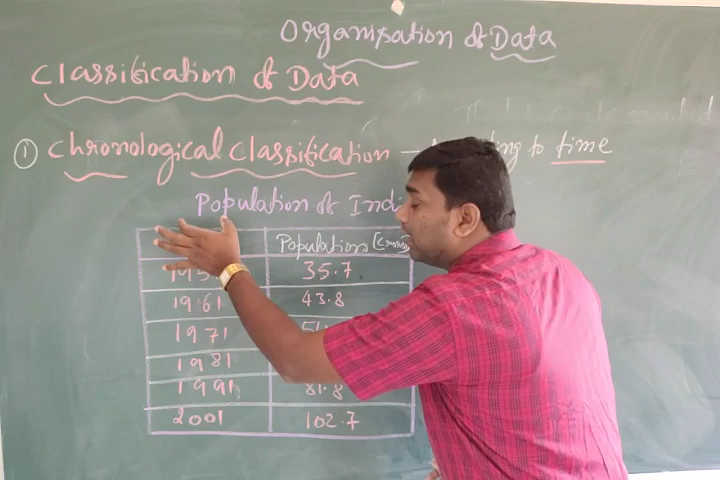 Organisation of Data
Classification of Data
① Chronological Classification – to time
Population of
Population [Crores]
35.7
1961 43.8
1971
1981
1991 81.8
2001 102.7